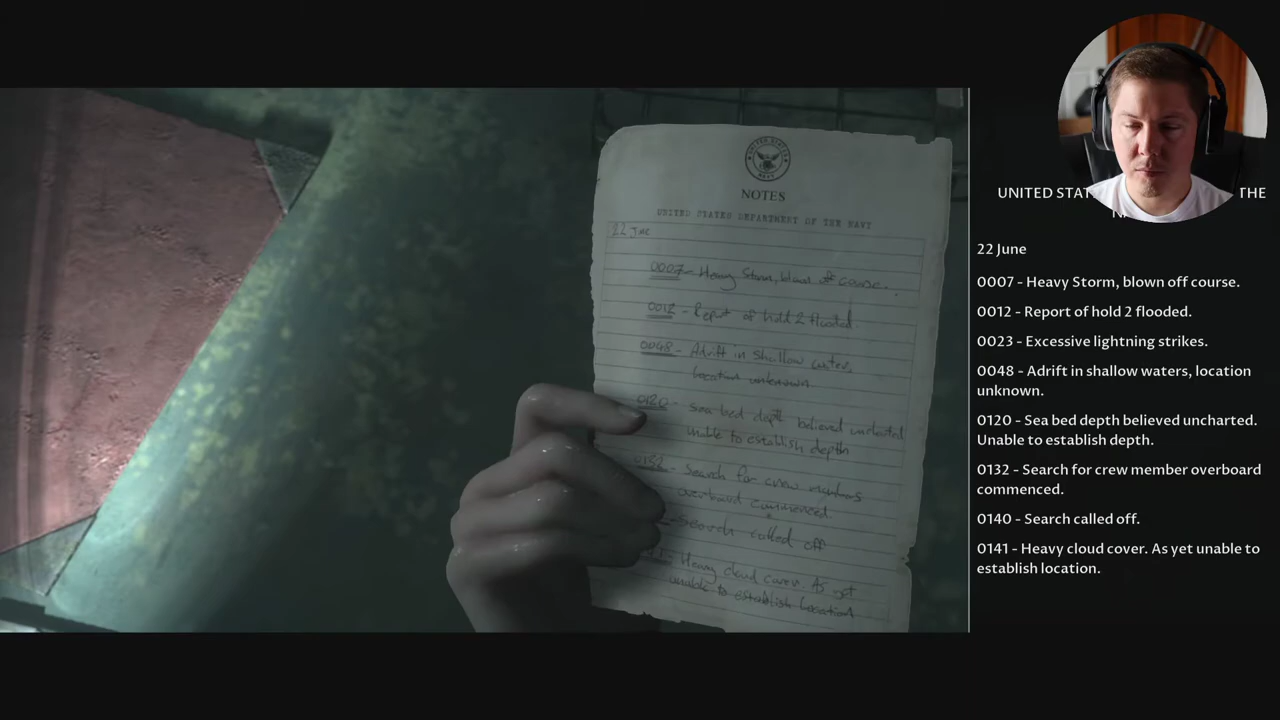 UNITED STATES
NAVY
NOTES
UNITED STATES DEPARTMENT OF THE NAVY
22 June
0007 - Heavy Storm, blown of course.
0012 - Report of hold 2 flooded.
0048 - Adrift in shallow waters,
location unknown.
0120 - Sea bed depth believed uncharted
Unable to establish depth
0132 - Search for crew members
overboard commenced.
- Search called off
- Heavy cloud cover. As yet
unable to establish location
UNITED THE
22 June
0007 - Heavy Storm, blown off course.
0012 - Report of hold 2 flooded.
0023 - Excessive lightning strikes.
0048 - Adrift in shallow waters, location
unknown.
0120 - Sea bed depth believed uncharted.
Unable to establish depth.
0132 - Search for crew member overboard
commenced.
0140 - Search called off.
0141 - Heavy cloud cover. As yet unable to
establish location.